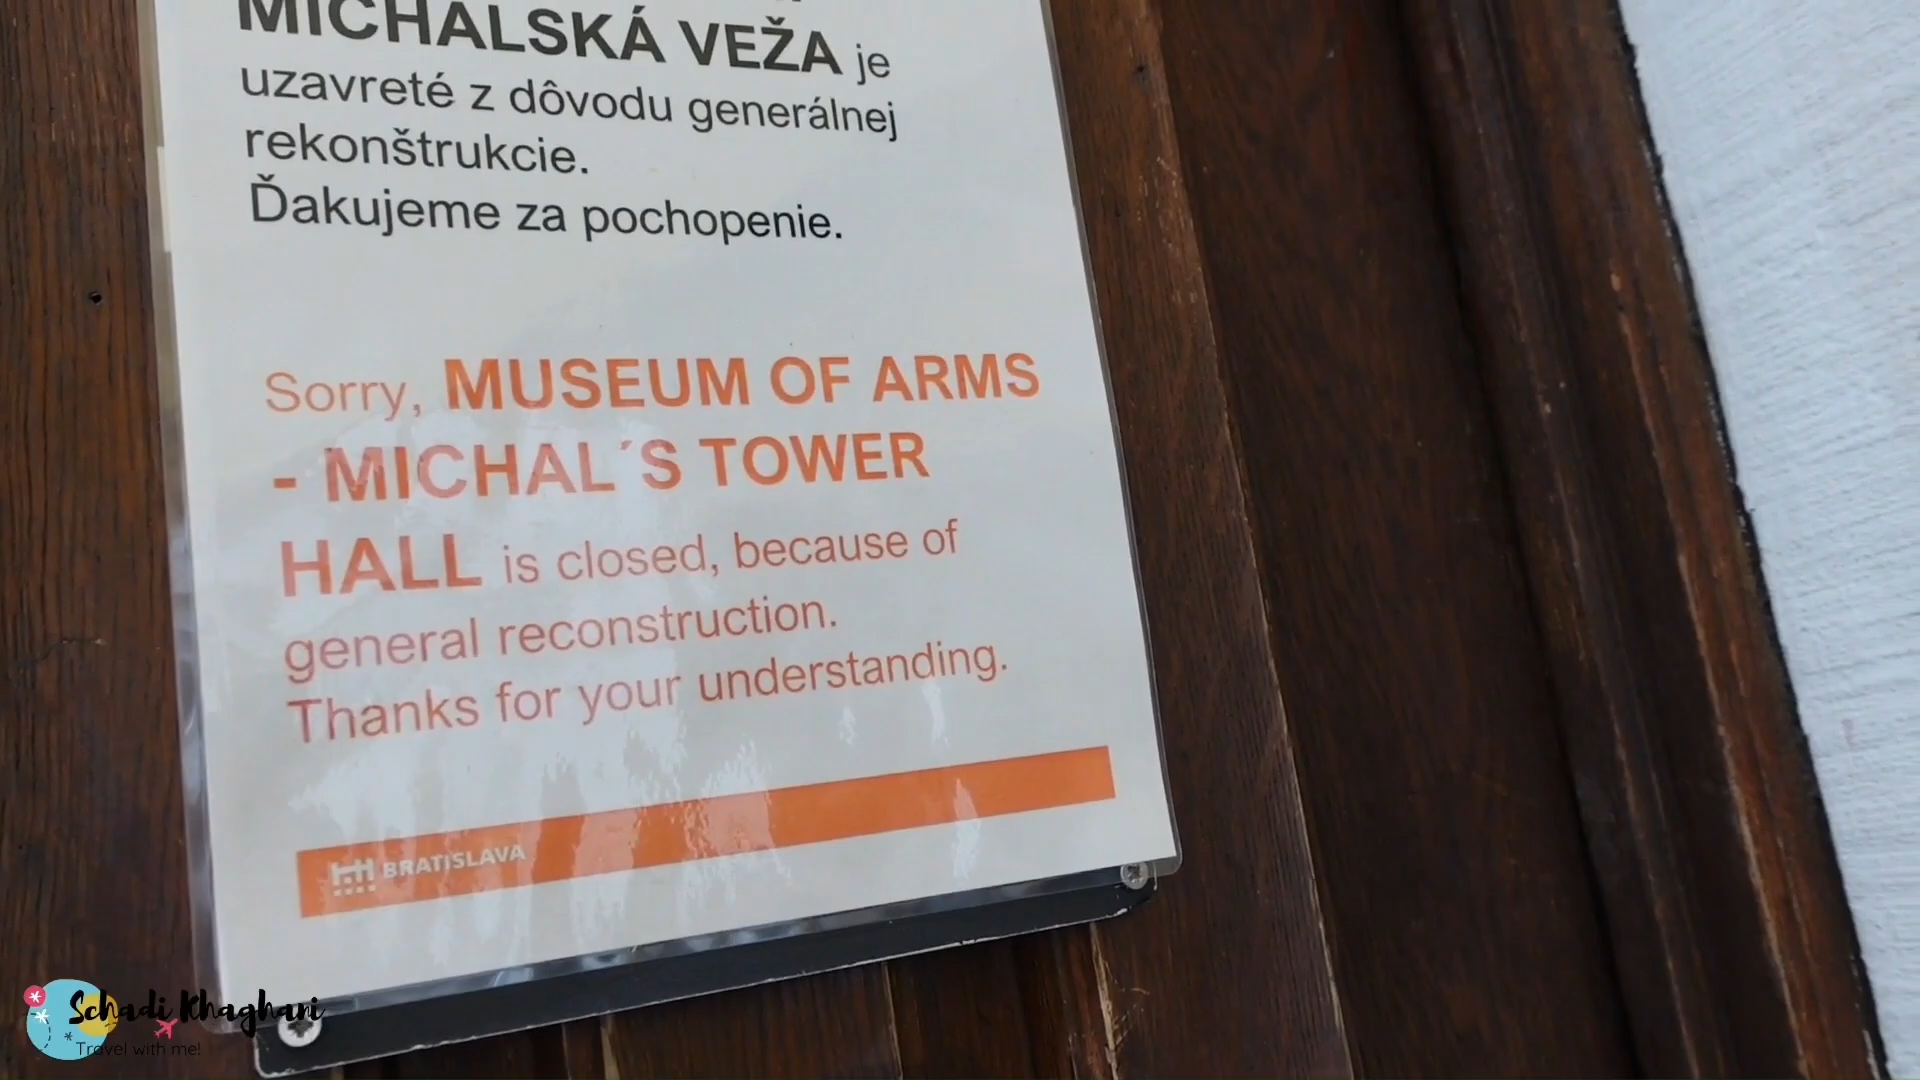 MICHALSKÁ VEŽA je
uzavreté z dôvodu generálnej
rekonštrukcie.
Ďakujeme za pochopenie.
Sorry, MUSEUM OF ARMS
- MICHAL´S TOWER
HALL is closed, because of
general reconstruction.
Thanks for your understanding.
BRATISLAVA
Schadi Khaghani
Travel with me!